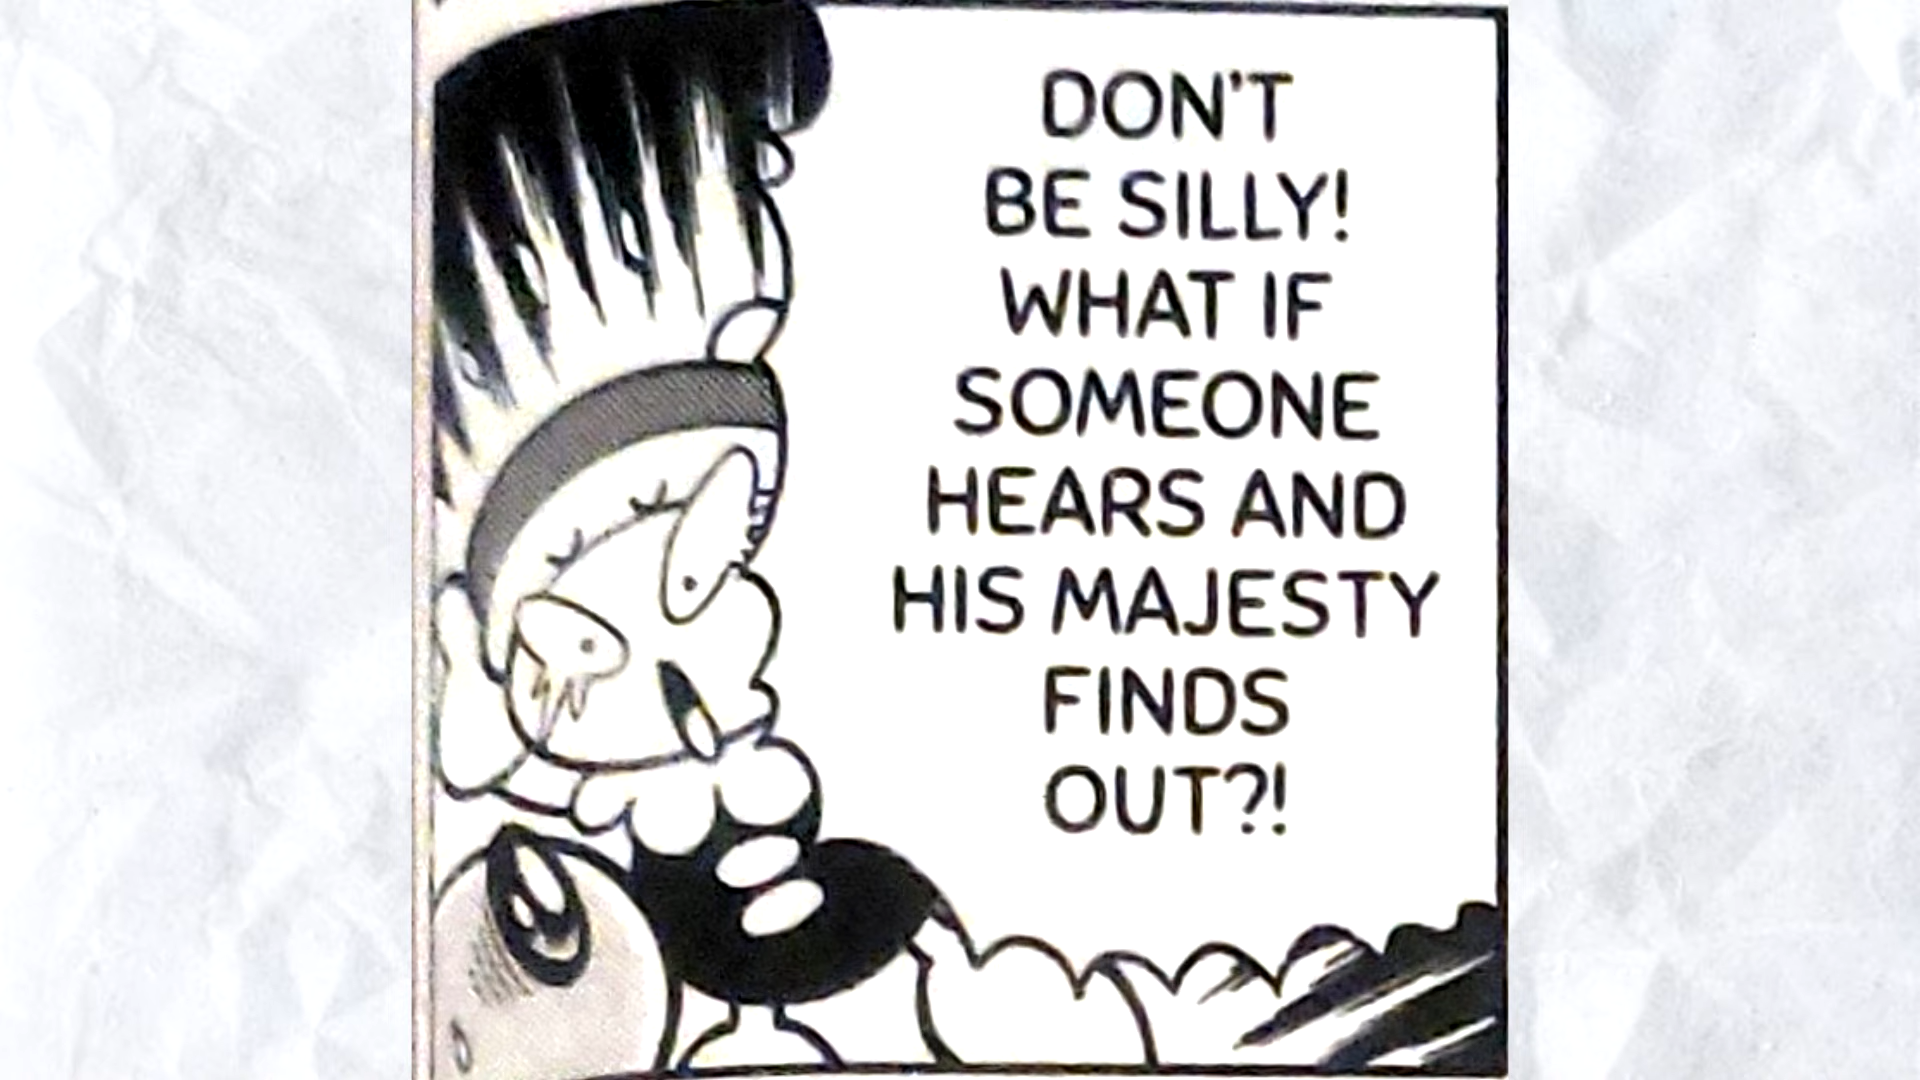 DON'T
BE SILLY!
WHAT IF
SOMEONE
HEARS AND
HIS MAJESTY
FINDS
OUT?!